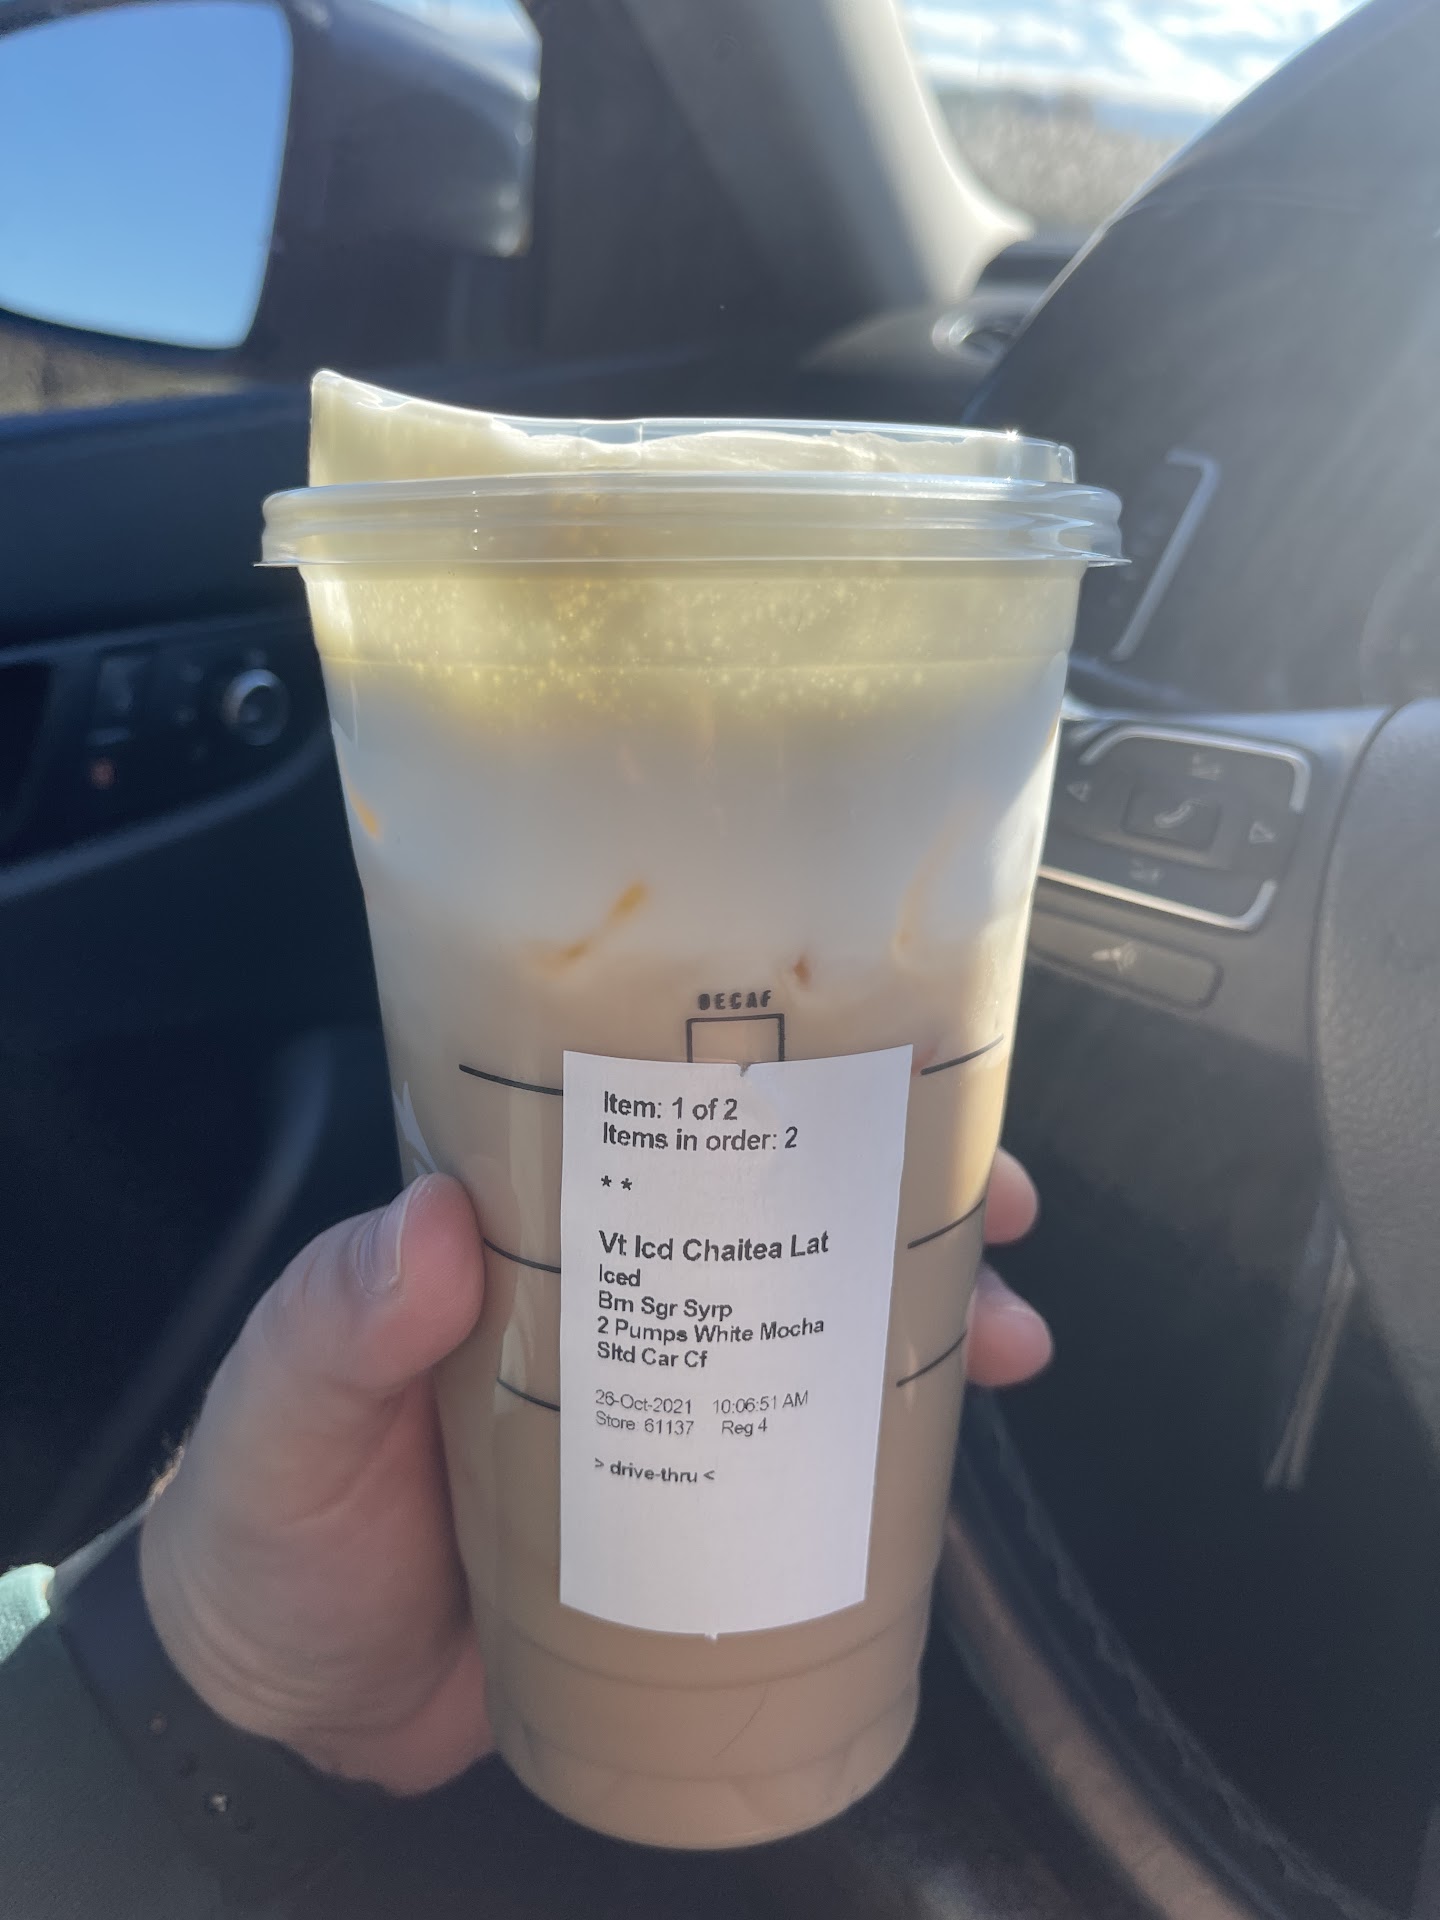 DECAF
Item: 1 of 2
Items in order: 2
* *
Vt Icd Chaitea Lat
Iced
Brn Sgr Syrp
2 Pumps White Mocha
Sltd Car Cf
26-Oct-2021 10:06:51 AM
Store: 61137 Reg 4
> drive-thru <